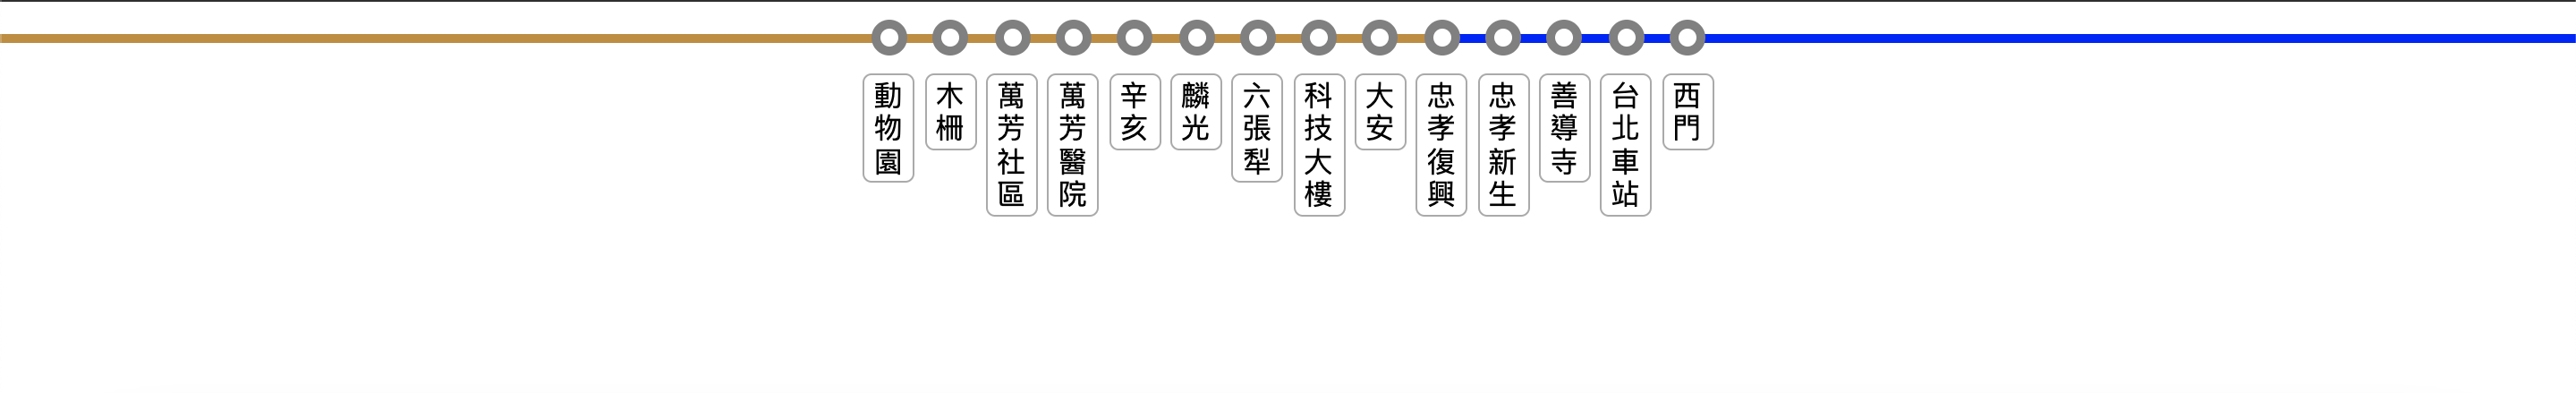 動物園
木柵
萬芳社區
萬芳醫院
辛亥
麟光
六張犁
科技大樓
大安
忠孝復興
忠孝新生
善導寺
台北車站
西門